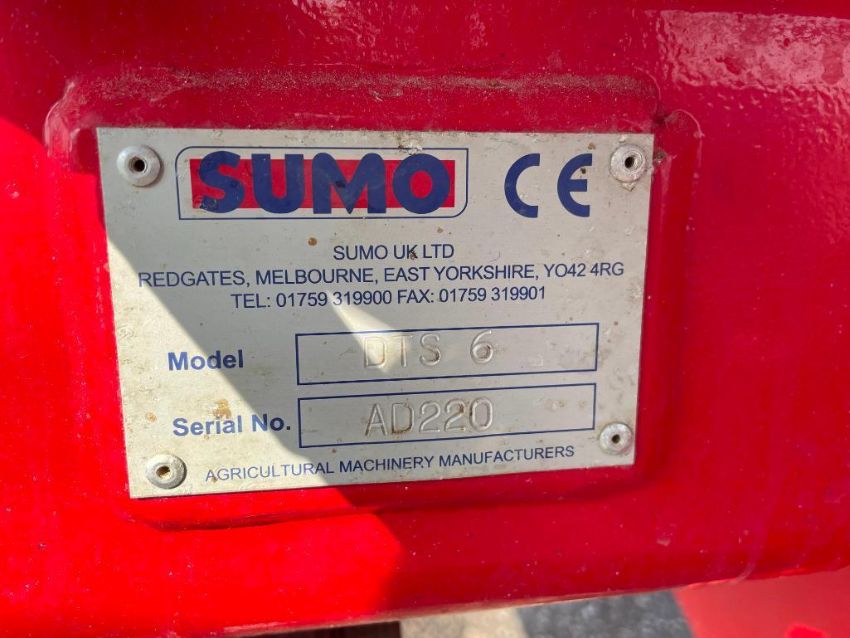 SUMO CE
SUMO UK LTD
REDGATES, MELBOURNE, EAST YORKSHIRE, YO42 4RG
TEL: 01759 319900 FAX: 01759 319901
Model DTS 6
Serial No. AD220
AGRICULTURAL MACHINERY MANUFACTURERS